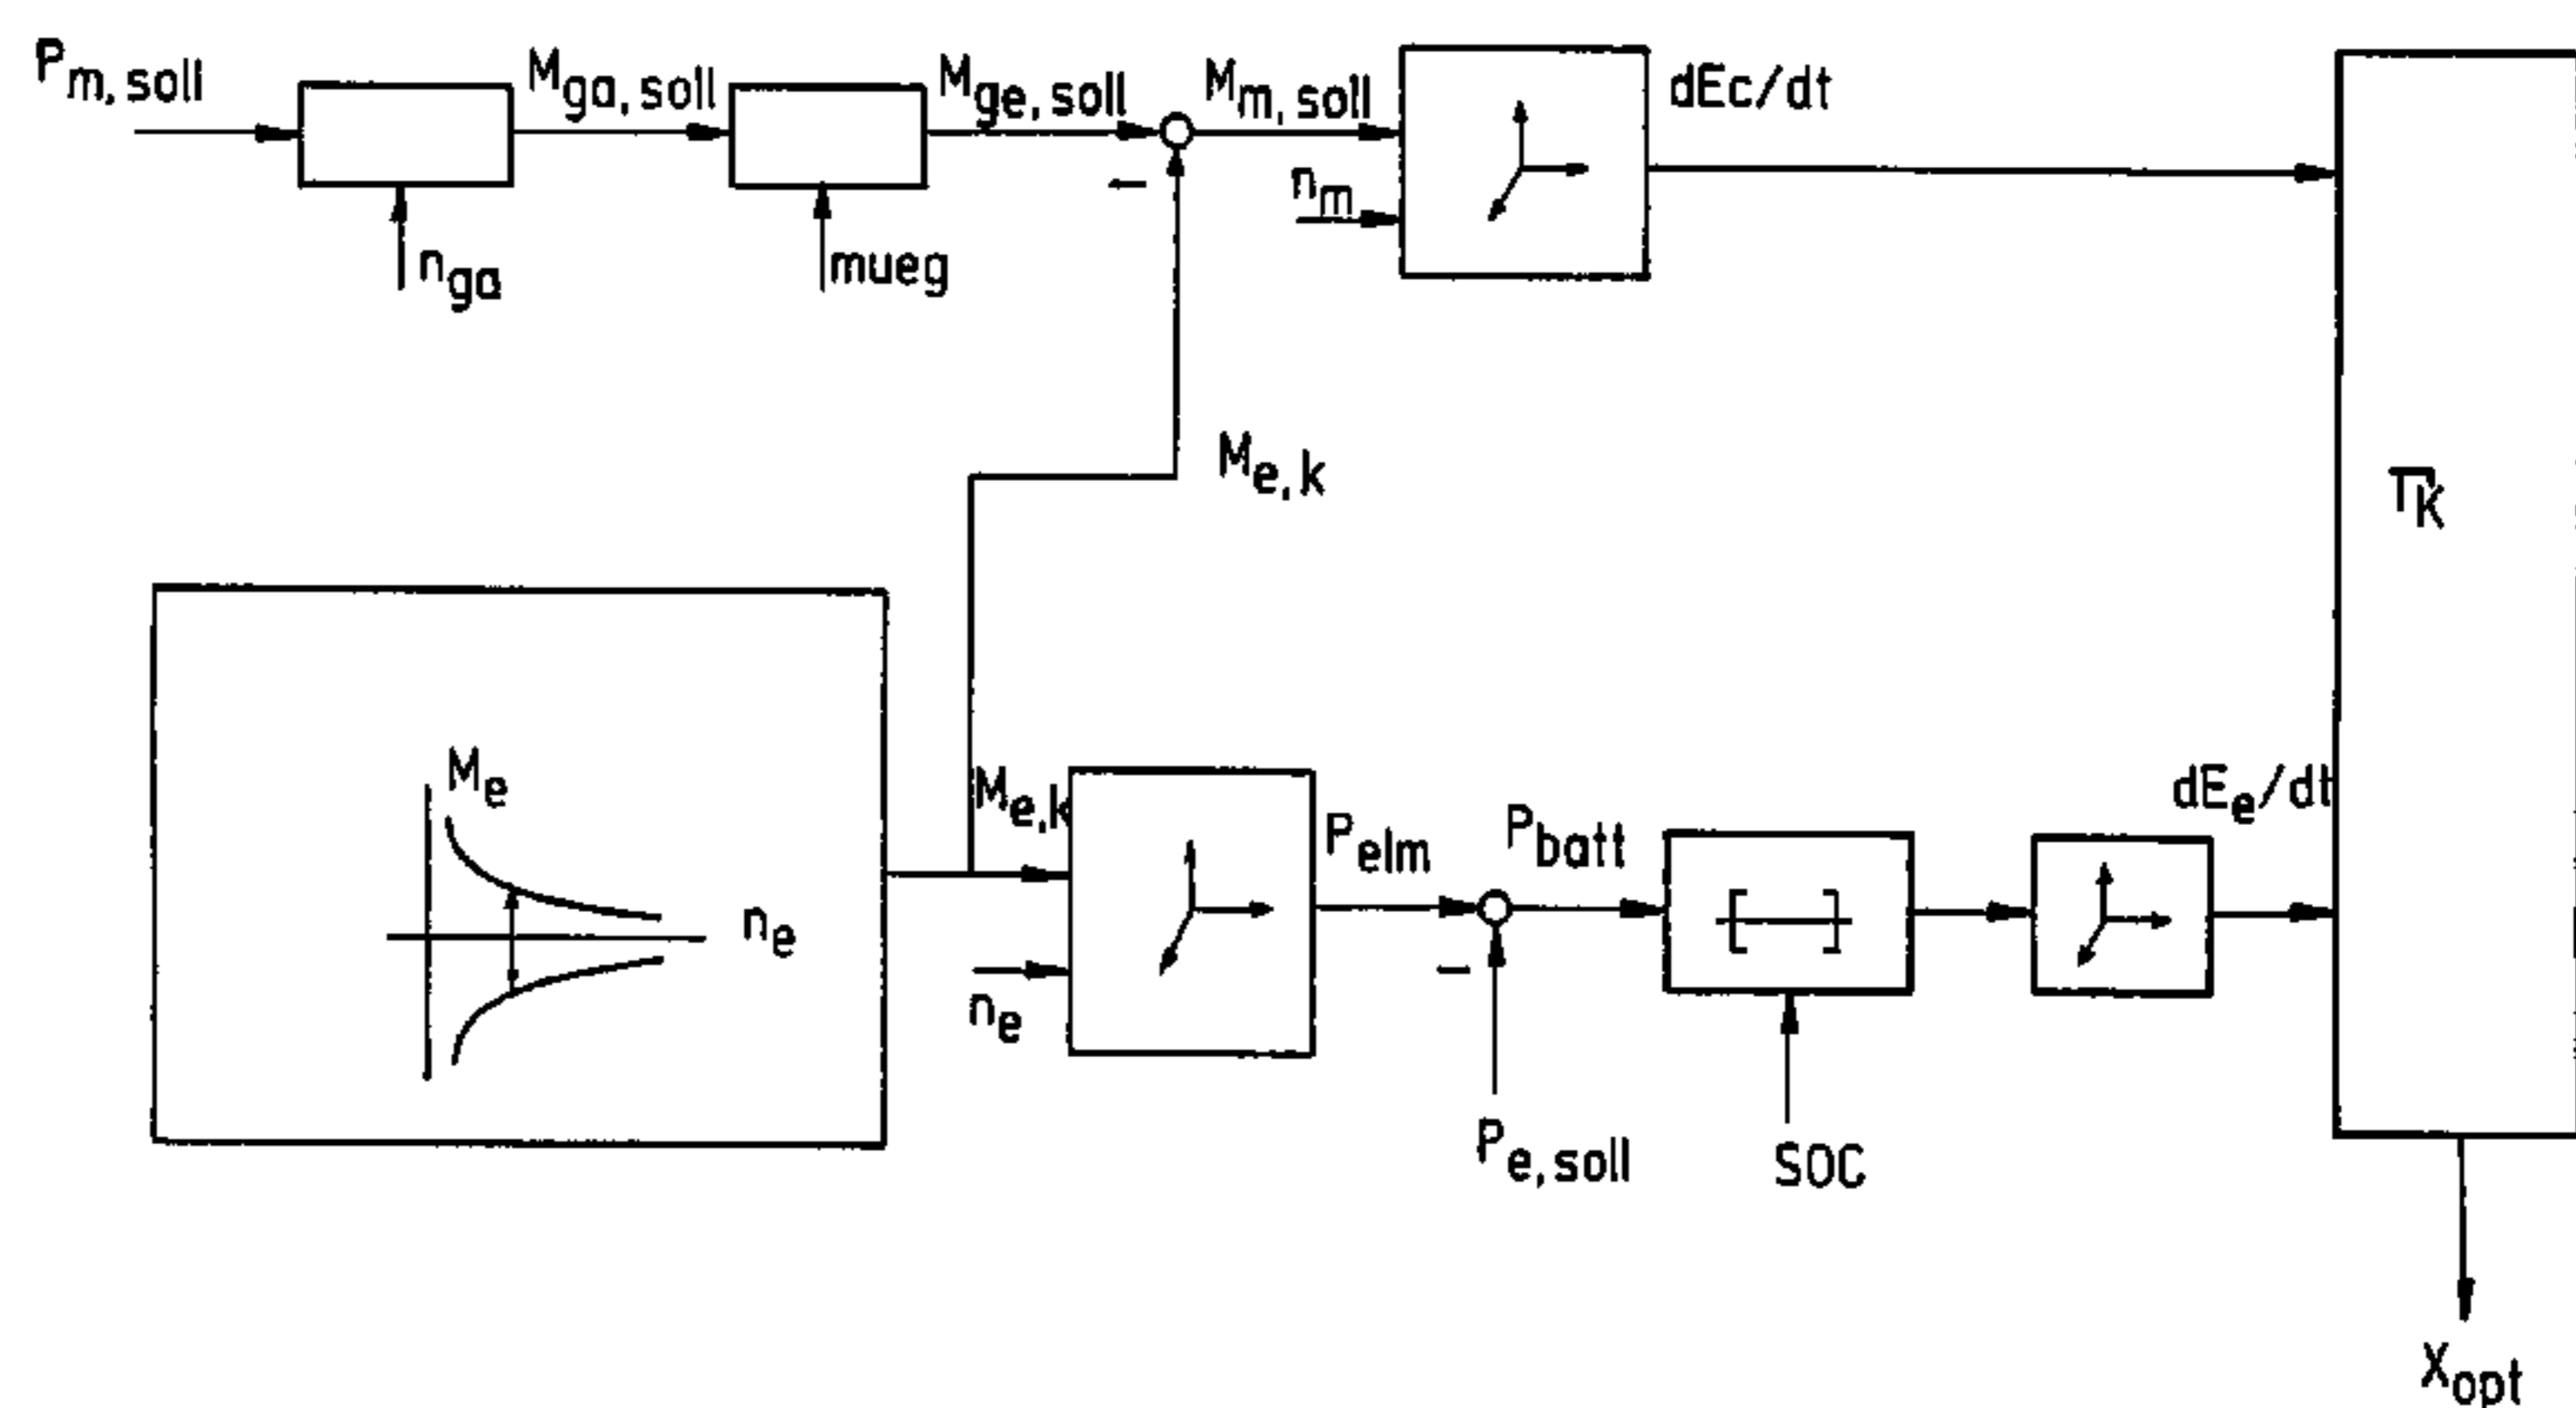 Pm, soll
Mga, soll
Mge, soll
Mm, soll
dEc/dt
nm
nga
mueg
Me,k
Tk
Me
ne
Me,k
ne
Pelm
Pbatt
dEe/dt
Pe, soll
SOC
Xopt